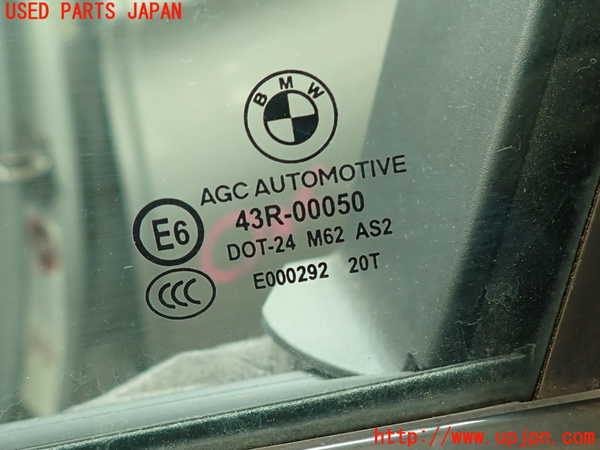 USED PARTS JAPAN
BMW
AGC AUTOMOTIVE
E6
43R-00050
DOT-24 M62 AS2
CCC
E000292 20T
http://www.upjpn.com/